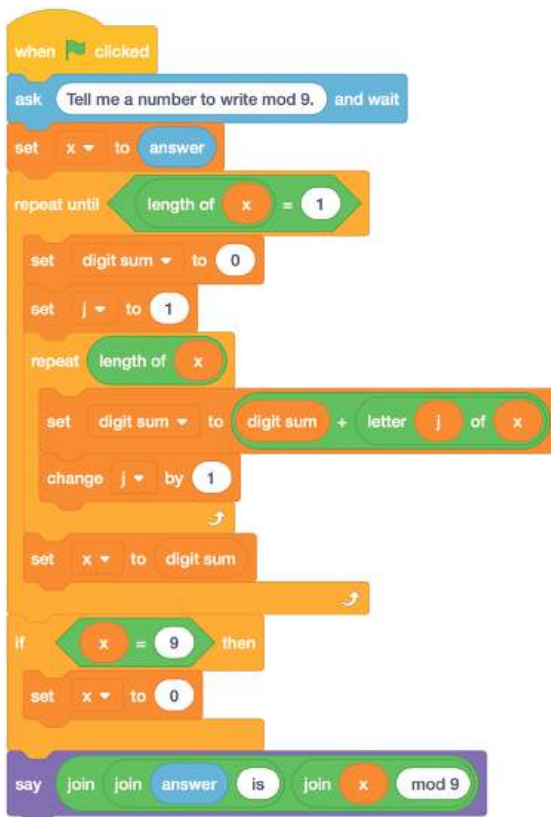 when clicked
ask Tell me a number to write mod 9. and wait
set x to answer
repeat until length of x = 1
set digit sum to 0
set j to 1
repeat length of x
set digit sum to digit sum + letter j of x
change j by 1
set x to digit sum
if x = 9 then
set x to 0
say join join answer is join x mod 9